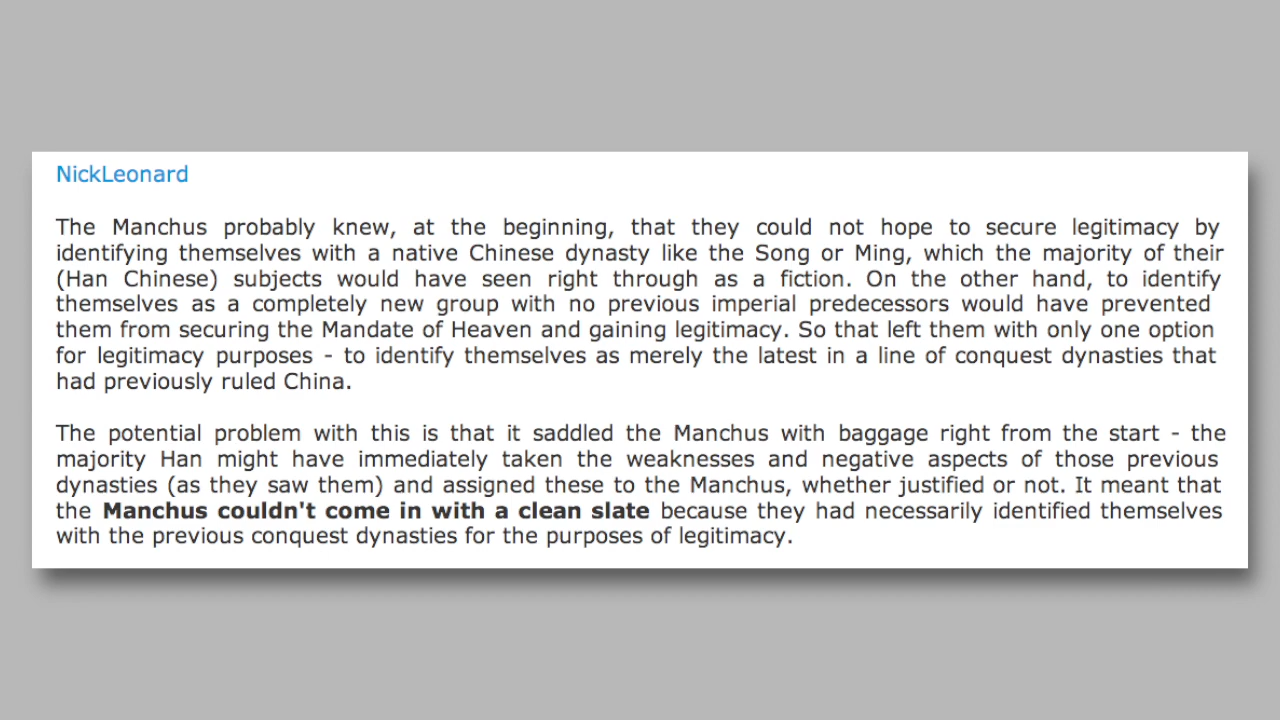 NickLeonard
The Manchus probably knew, at the beginning, that they could not hope to secure legitimacy by
identifying themselves with a native Chinese dynasty like the Song or Ming, which the majority of their
(Han Chinese) subjects would have seen right through as a fiction. On the other hand, to identify
themselves as a completely new group with no previous imperial predecessors would have prevented
them from securing the Mandate of Heaven and gaining legitimacy. So that left them with only one option
for legitimacy purposes - to identify themselves as merely the latest in a line of conquest dynasties that
had previously ruled China.
The potential problem with this is that it saddled the Manchus with baggage right from the start - the
majority Han might have immediately taken the weaknesses and negative aspects of those previous
dynasties (as they saw them) and assigned these to the Manchus, whether justified or not. It meant that
the Manchus couldn't come in with a clean slate because they had necessarily identified themselves
with the previous conquest dynasties for the purposes of legitimacy.